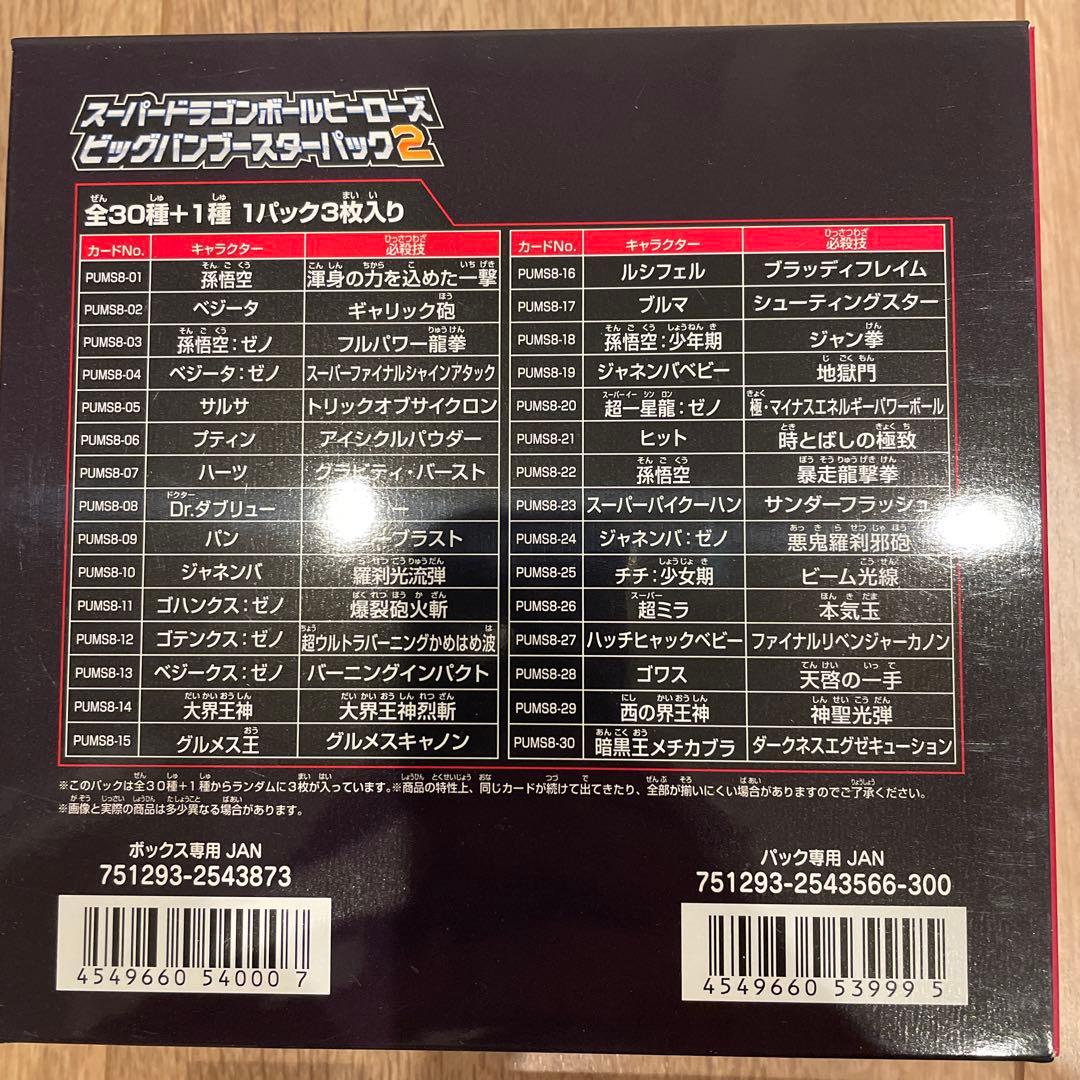 スーパードラゴンボールヒーローズ
ビッグバンブースターパック2
全30種+1種 1パック3枚入り
カードNo. キャラクター 必殺技
PUMS8-01 孫悟空 渾身の力を込めた一撃
PUMS8-02 ベジータ ギャリック砲
PUMS8-03 孫悟空：ゼノ フルパワー龍拳
PUMS8-04 ベジータ：ゼノ スーパーファイナルシャインアタック
PUMS8-05 サルサ トリックオブサイクロン
PUMS8-06 プティン アイシクルパウダー
PUMS8-07 ハーツ グラビティ・バースト
PUMS8-08 Dr.ダブリュー ー
PUMS8-09 パン ブラスト
PUMS8-10 ジャネンバ 羅刹光流弾
PUMS8-11 ゴハンクス：ゼノ 爆裂砲火斬
PUMS8-12 ゴテンクス：ゼノ 超ウルトラバーニングかめはめ波
PUMS8-13 ベジークス：ゼノ バーニングインパクト
PUMS8-14 大界王神 大界王神烈斬
PUMS8-15 グルメス王 グルメスキャノン
カードNo. キャラクター 必殺技
PUMS8-16 ルシフェル ブラッディフレイム
PUMS8-17 ブルマ シューティングスター
PUMS8-18 孫悟空：少年期 ジャン拳
PUMS8-19 ジャネンバベビー 地獄門
PUMS8-20 超一星龍：ゼノ 極・マイナスエネルギーパワーボール
PUMS8-21 ヒット 時とばしの極致
PUMS8-22 孫悟空 暴走龍撃拳
PUMS8-23 スーパーパイクーハン サンダーフラッシュ
PUMS8-24 ジャネンバ：ゼノ 悪鬼羅刹邪砲
PUMS8-25 チチ：少女期 ビーム光線
PUMS8-26 超ミラ 本気玉
PUMS8-27 ハッチヒャックベビー ファイナルリベンジャーカノン
PUMS8-28 ゴワス 天啓の一手
PUMS8-29 西の界王神 神聖光弾
PUMS8-30 暗黒王メチカブラ ダークネスエグゼキューション
※このパックは全30種+1種からランダムに3枚が入っています。※商品の特性上、同じカードが続けて出てきたり、全部が揃いにくい場合がありますのでご了承ください。
※画像と実際の商品は多少異なる場合があります。
ボックス専用 JAN
751293-2543873
4549660 54000 7
パック専用 JAN
751293-2543566-300
4549660 53999 5